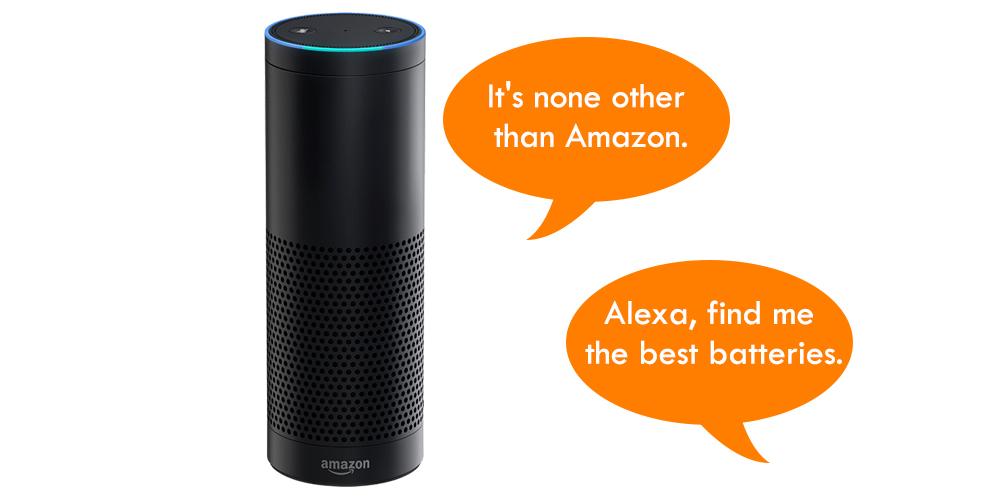 It's none other
than Amazon.
Alexa, find me
the best batteries.
amazon